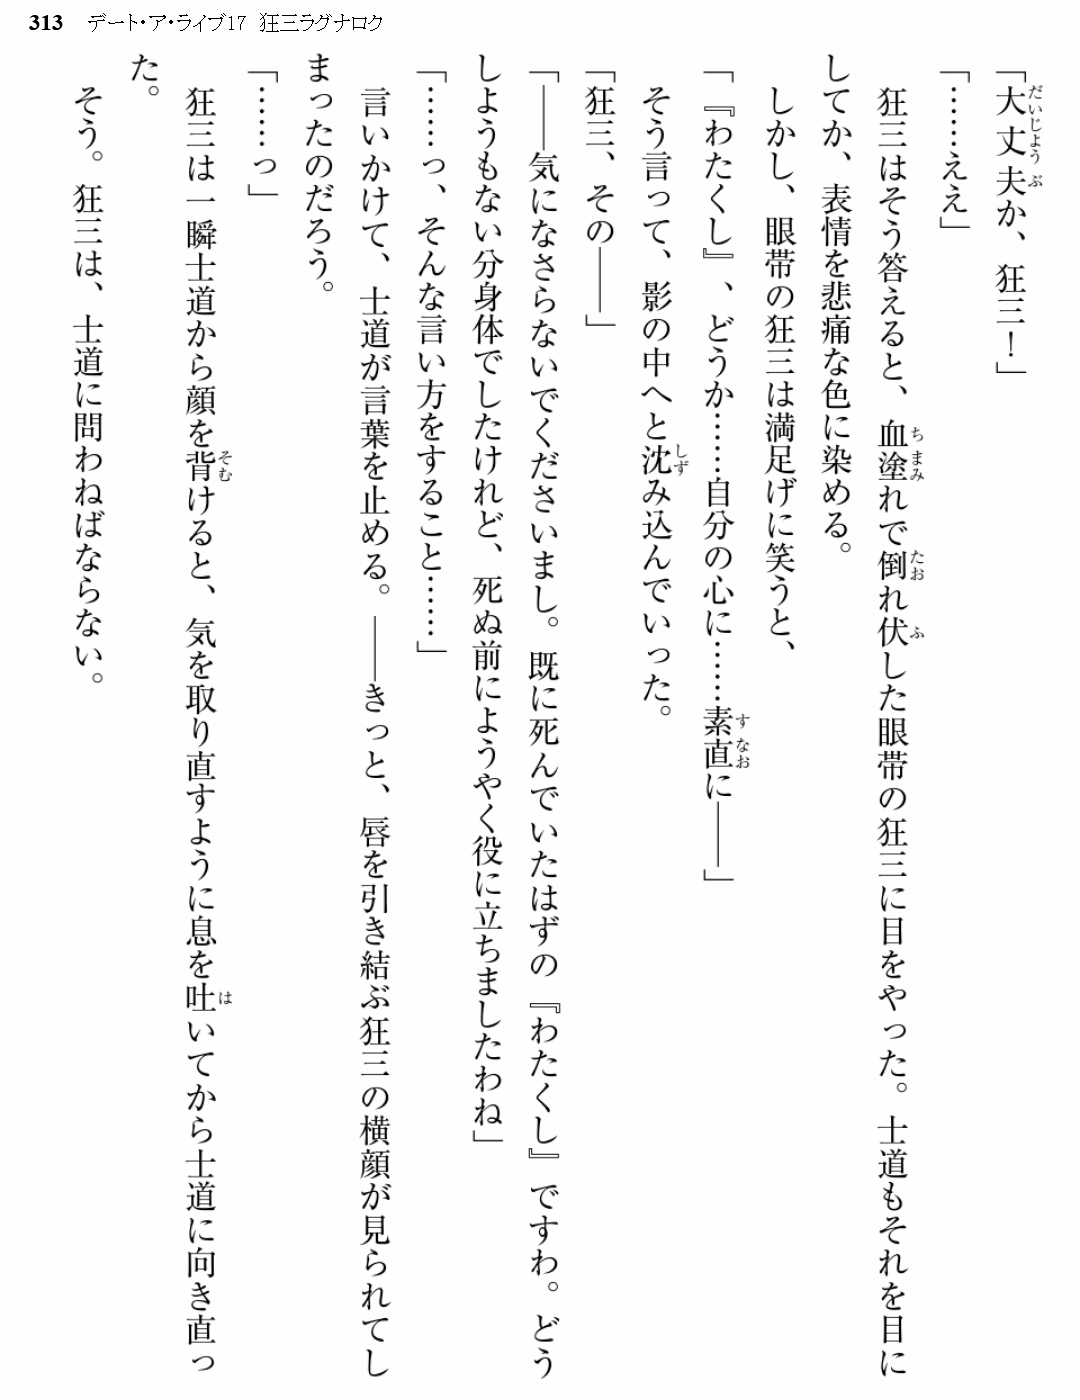 313 デート・ア・ライブ17 狂三ラグナロク
「大丈夫か、狂三！」
「……ええ」
狂三はそう答えると、血塗れで倒れ伏した眼帯の狂三に目をやった。士道もそれを目に
してか、表情を悲痛な色に染める。
しかし、眼帯の狂三は満足げに笑うと、
「『わたくし』、どうか……自分の心に……素直に――」
そう言って、影の中へと沈み込んでいった。
「狂三、その――」
「――気になさらないでくださいまし。既に死んでいたはずの『わたくし』ですわ。どう
しようもない分身体でしたけれど、死ぬ前にようやく役に立ちましたわね」
「……っ、そんな言い方をすること……」
言いかけて、士道が言葉を止める。――きっと、唇を引き結ぶ狂三の横顔が見られてし
まったのだろう。
「……っ」
狂三は一瞬士道から顔を背けると、気を取り直すように息を吐いてから士道に向き直っ
た。
そう。狂三は、士道に問わねばならない。